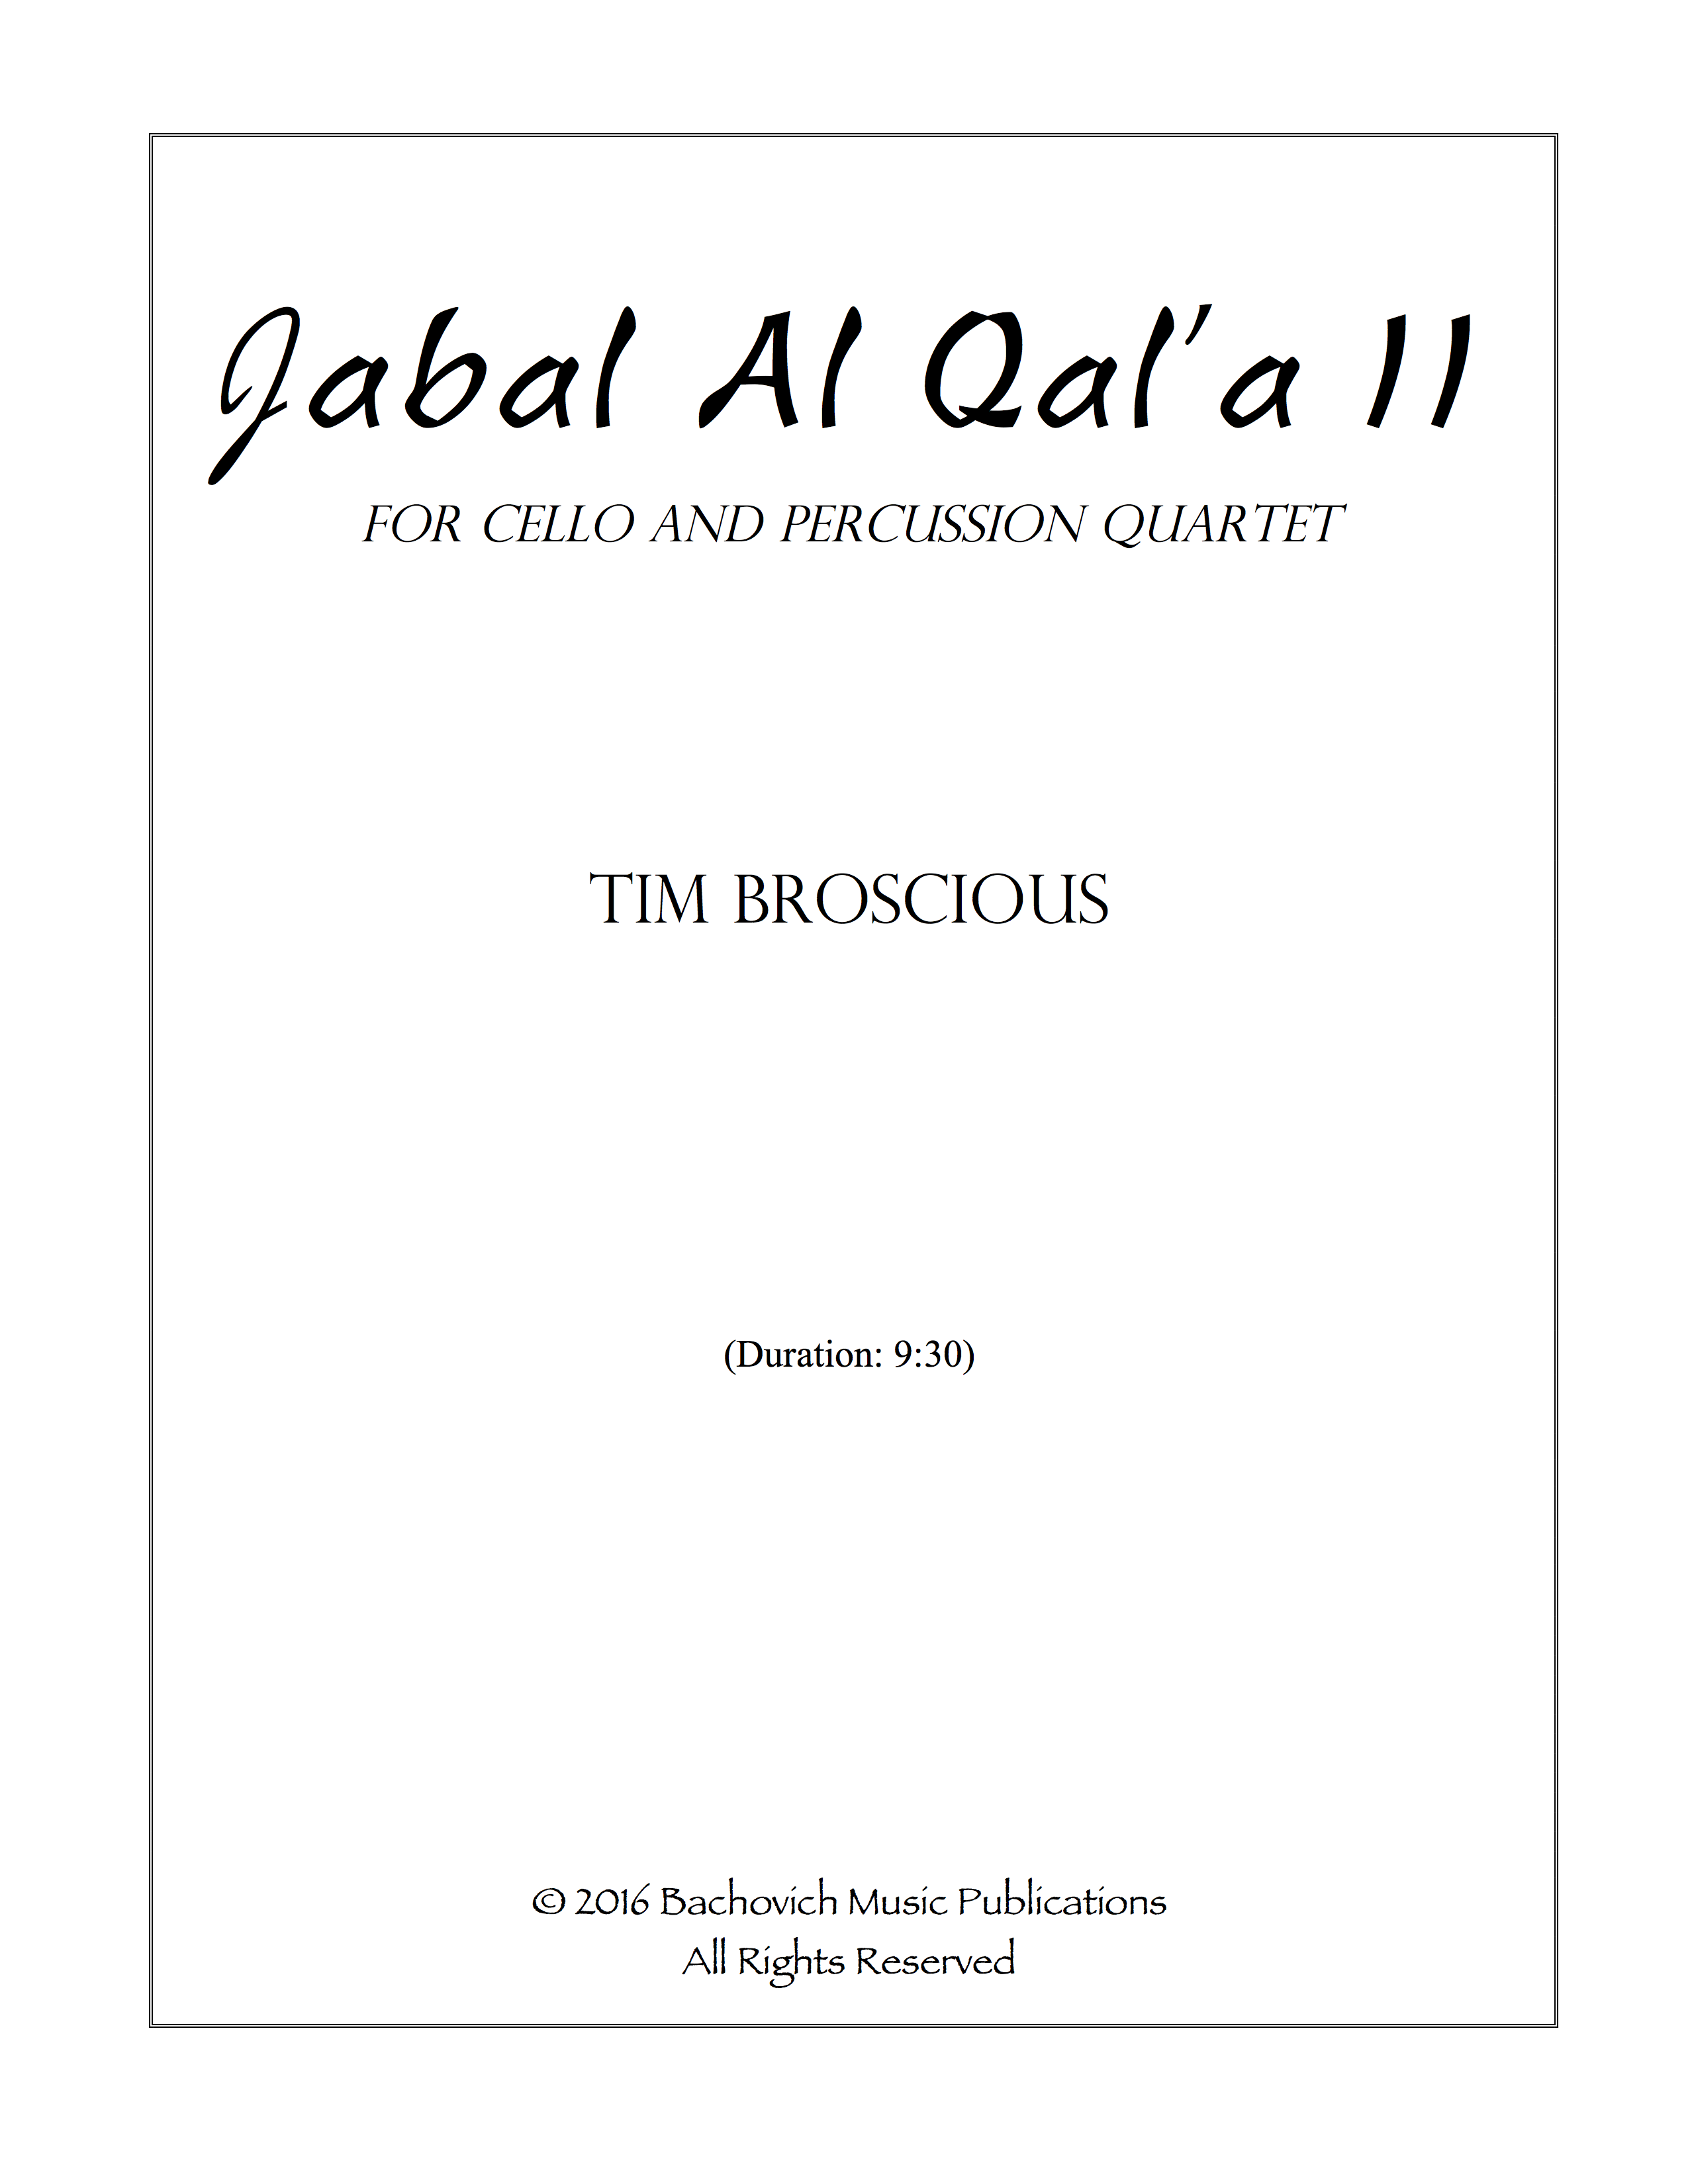 Jabal Al Qal’a II
FOR CELLO AND PERCUSSION QUARTET
TIM BROSCIOUS
(Duration: 9:30)
© 2016 Bachovich Music Publications
All Rights Reserved